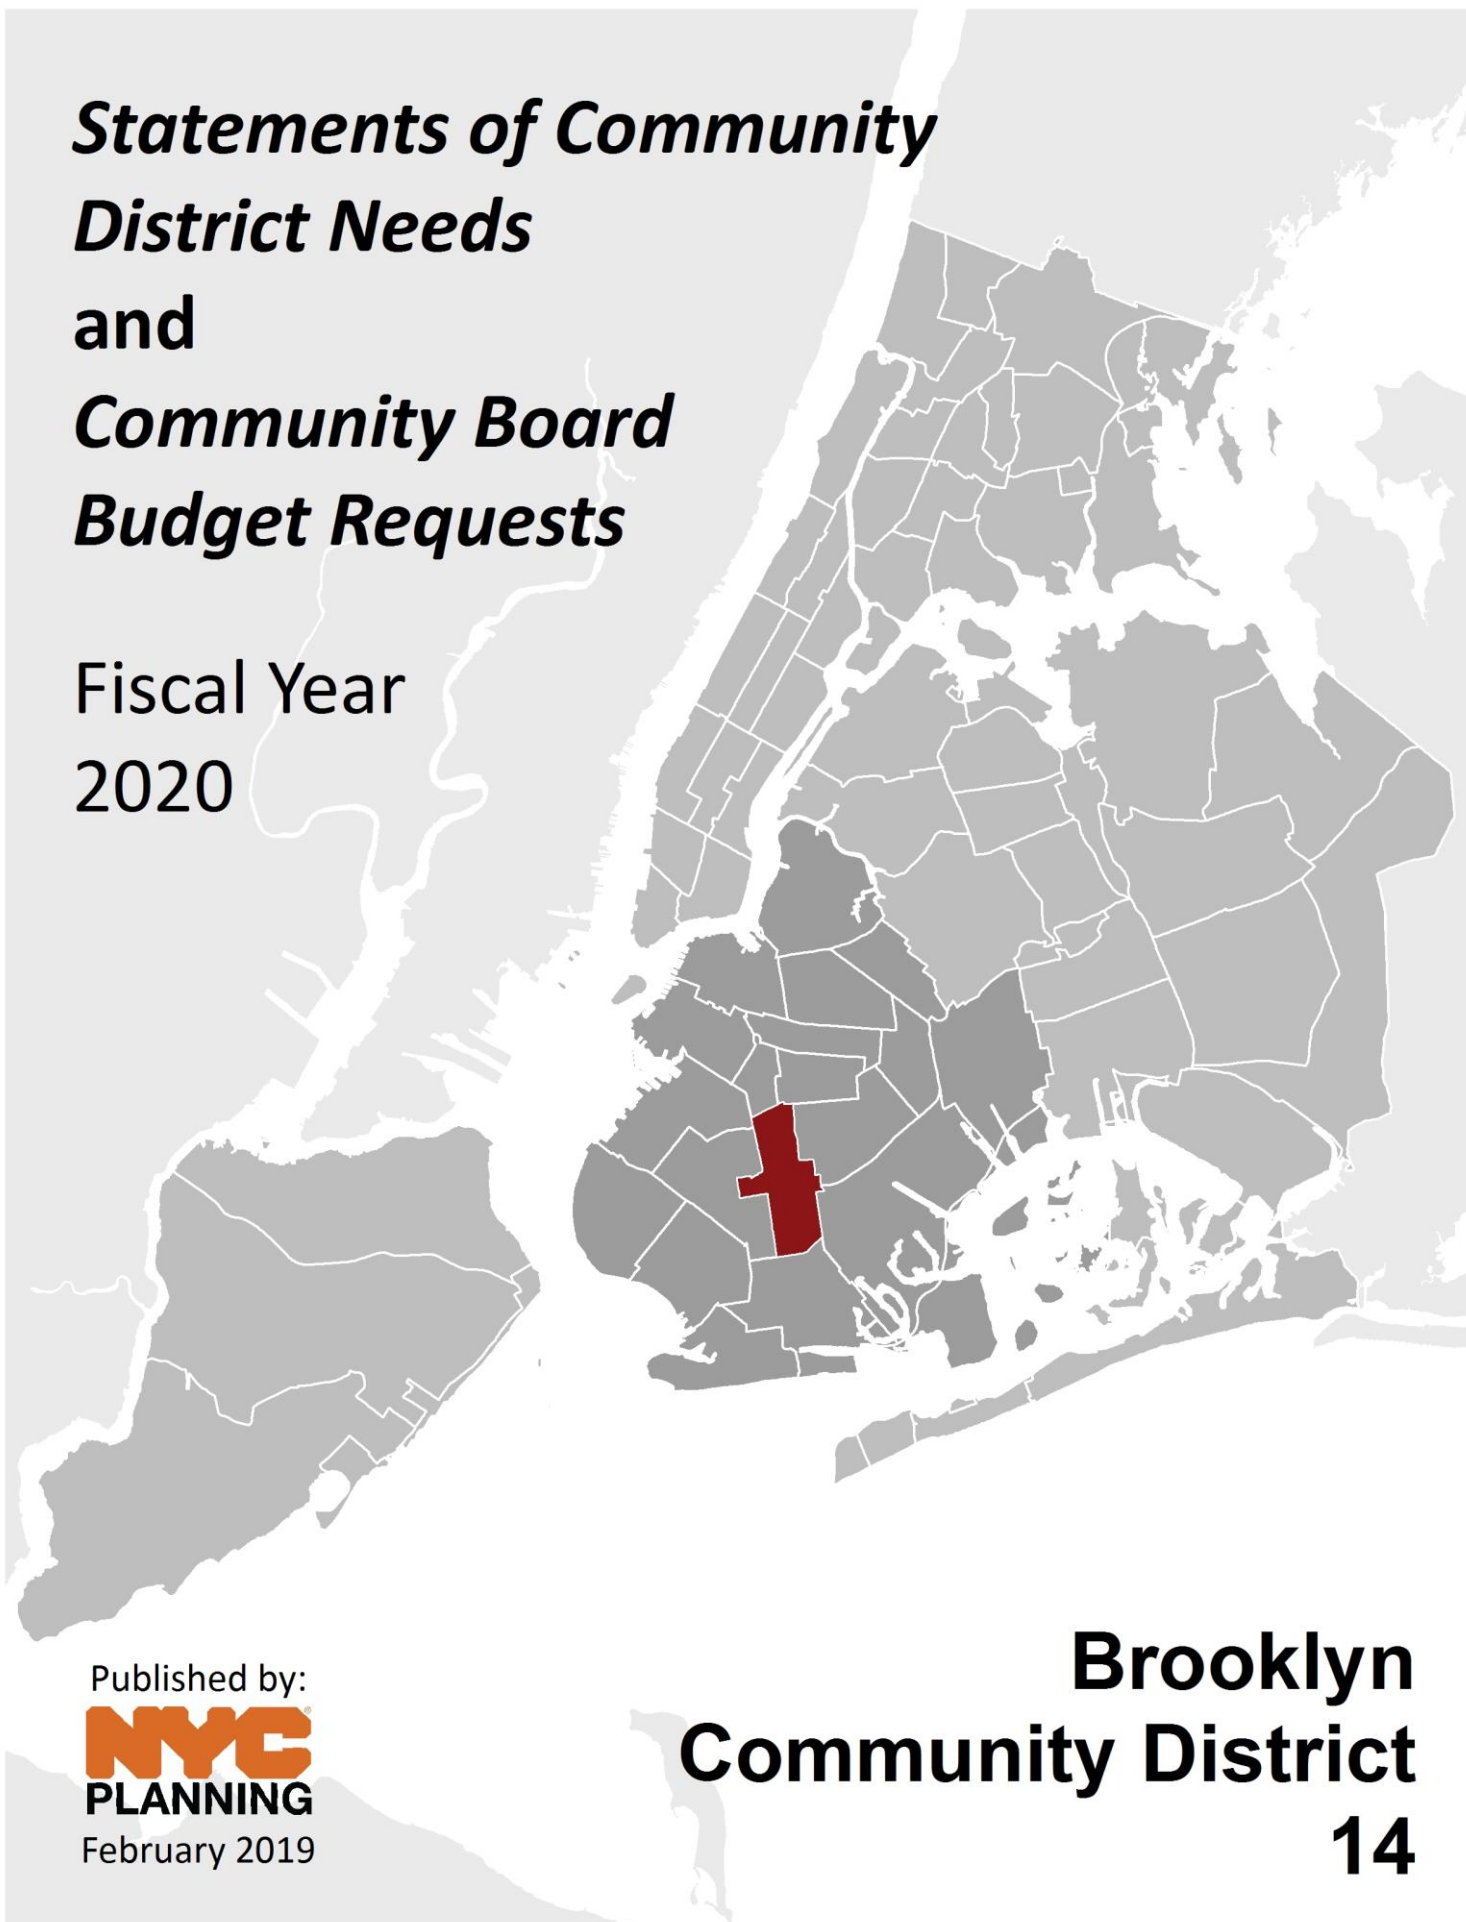 Statements of Community
District Needs
and
Community Board
Budget Requests
Fiscal Year
2020
Published by:
NYC
PLANNING
February 2019
Brooklyn
Community District
14